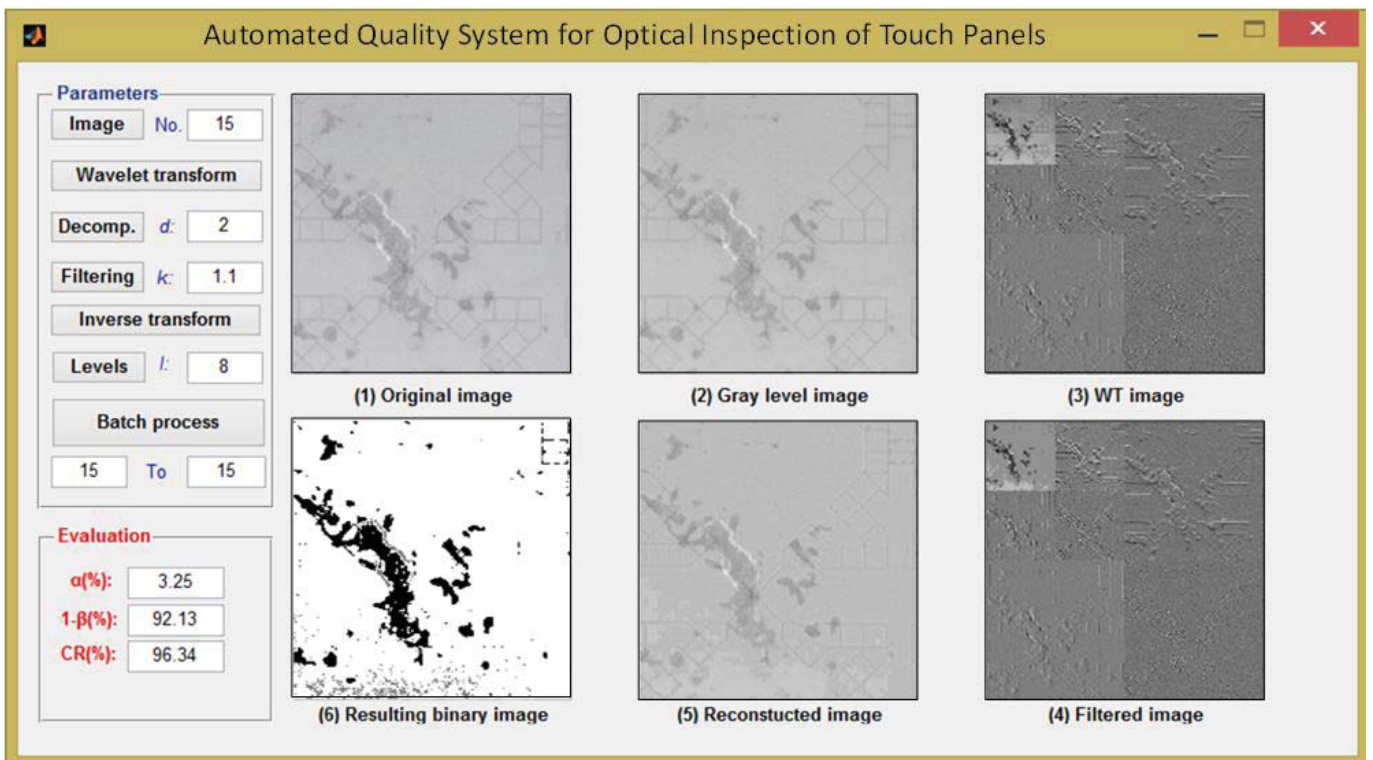 Automated Quality System for Optical Inspection of Touch Panels
Parameters
Image No. 15
Wavelet transform
Decomp. d: 2
Filtering k: 1.1
Inverse transform
Levels l: 8
Batch process
15 To 15
Evaluation
α(%): 3.25
1-β(%): 92.13
CR(%): 96.34
(1) Original image
(2) Gray level image
(3) WT image
(6) Resulting binary image
(5) Reconstucted image
(4) Filtered image